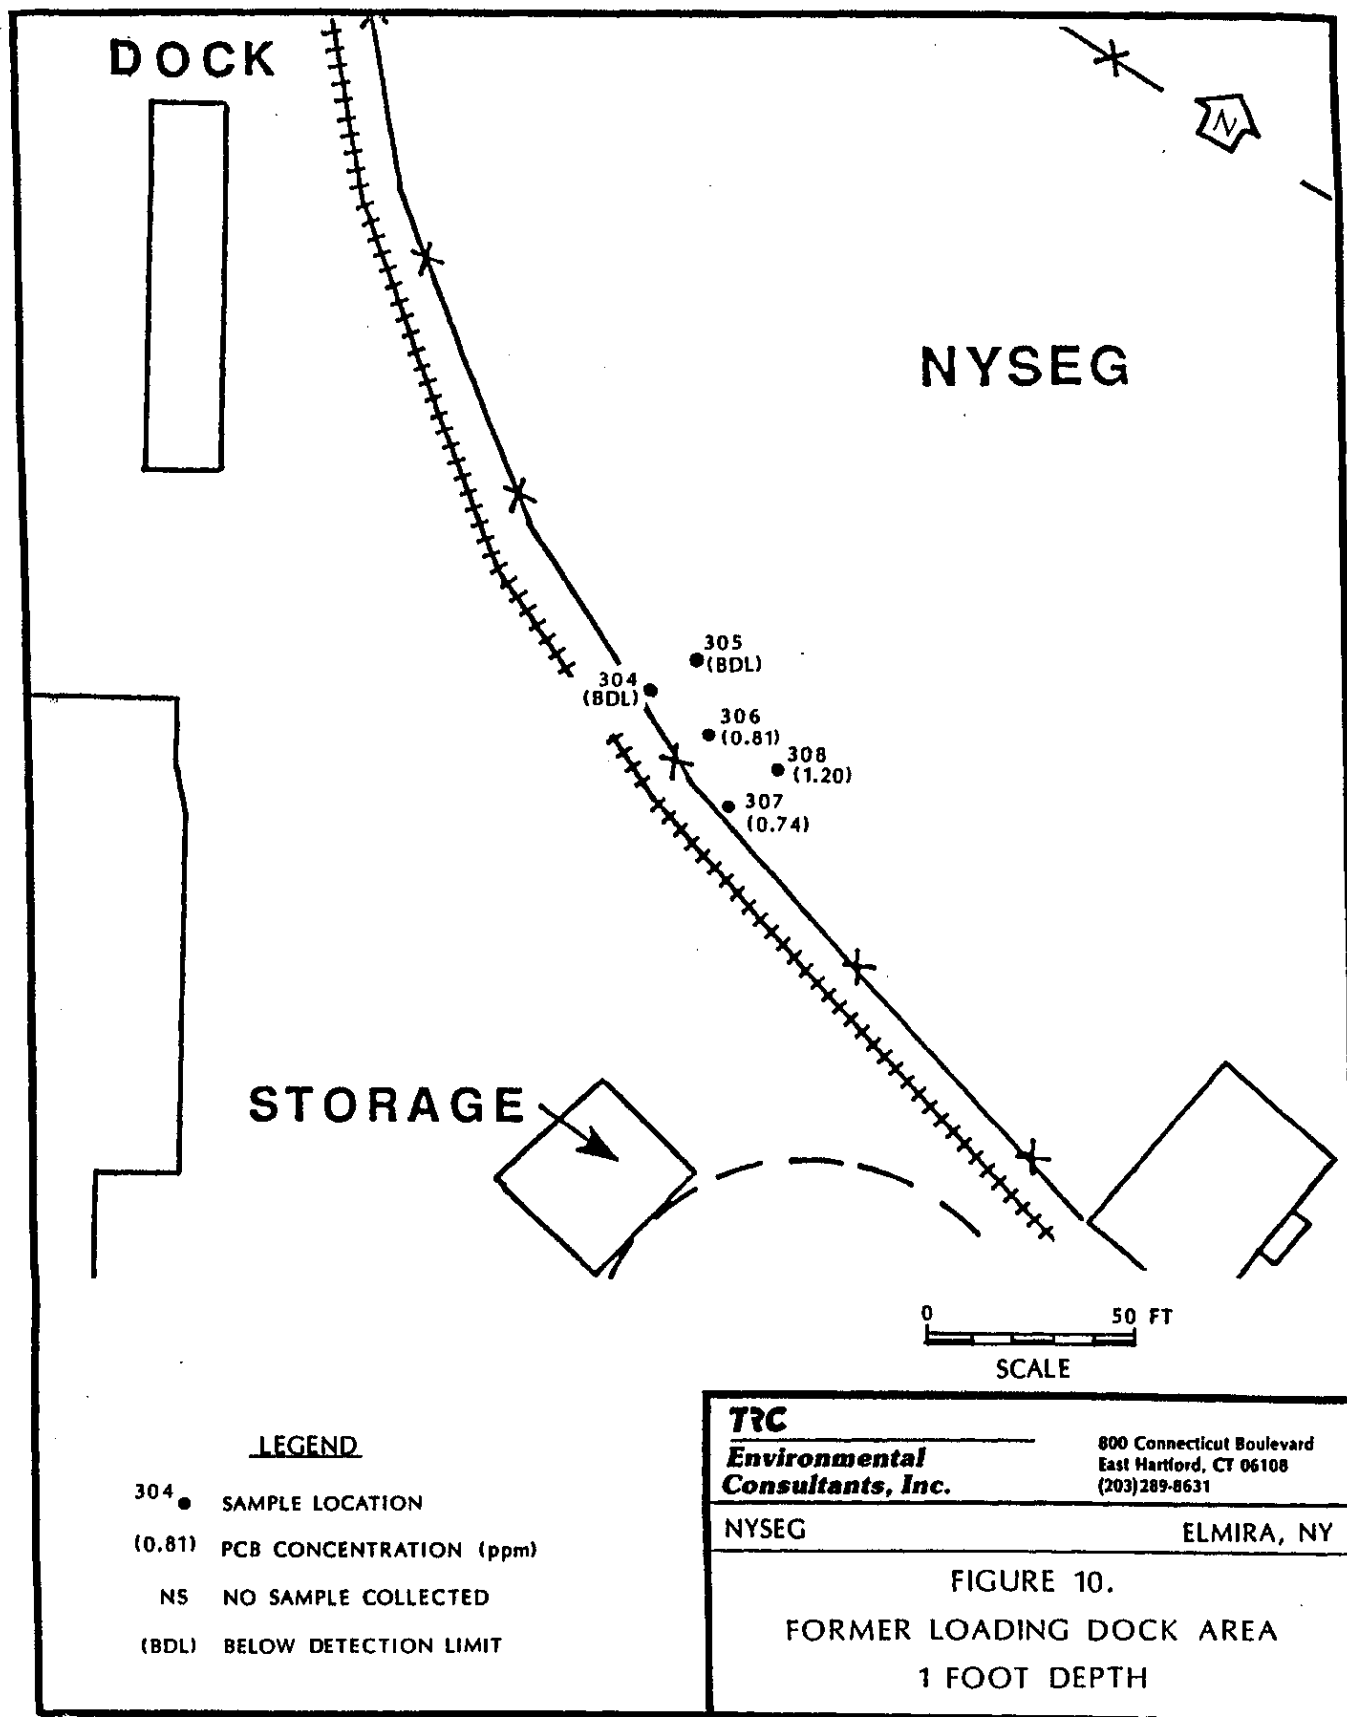 DOCK
N
NYSEG
305
(BDL)
304
(BDL)
306
(0.81)
308
(1.20)
307
(0.74)
STORAGE
0 50 FT
SCALE
LEGEND
304 SAMPLE LOCATION
(0.81) PCB CONCENTRATION (ppm)
NS NO SAMPLE COLLECTED
(BDL) BELOW DETECTION LIMIT
TRC
Environmental
Consultants, Inc.
800 Connecticut Boulevard
East Hartford, CT 06108
(203)289-8631
NYSEG ELMIRA, NY
FIGURE 10.
FORMER LOADING DOCK AREA
1 FOOT DEPTH